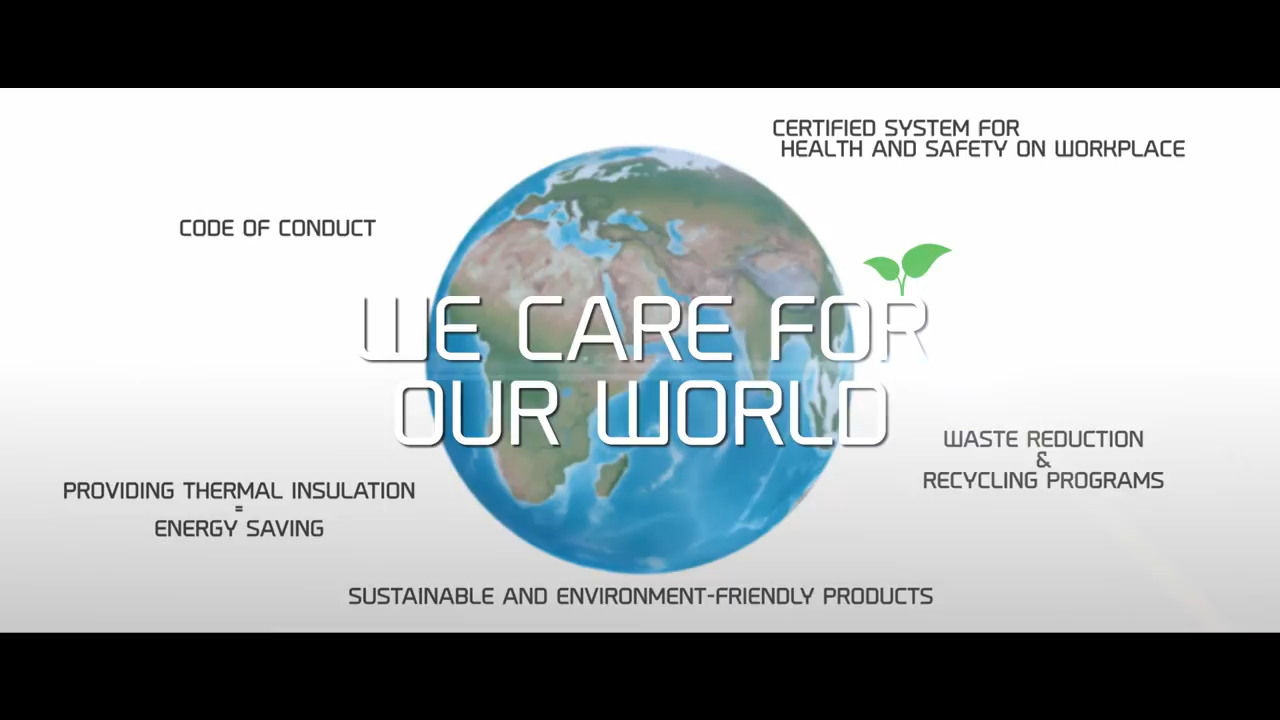 CERTIFIED SYSTEM FOR
HEALTH AND SAFETY ON WORKPLACE
CODE OF CONDUCT
WE CARE FOR
OUR WORLD
WASTE REDUCTION
&
RECYCLING PROGRAMS
PROVIDING THERMAL INSULATION
=
ENERGY SAVING
SUSTAINABLE AND ENVIRONMENT-FRIENDLY PRODUCTS